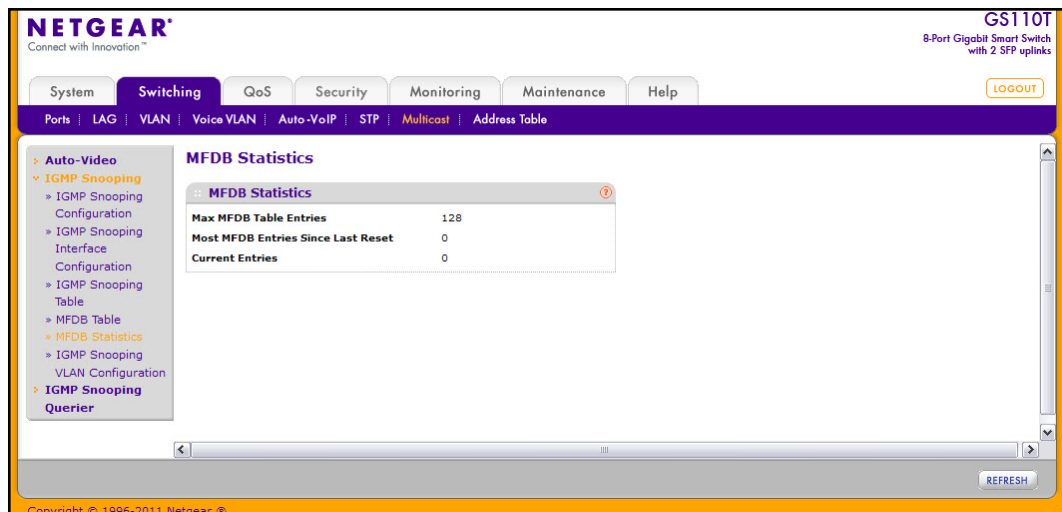 NETGEAR®
Connect with Innovation™
GS110T
8-Port Gigabit Smart Switch
with 2 SFP uplinks
System
Switching
QoS
Security
Monitoring
Maintenance
Help
LOGOUT
Ports | LAG | VLAN | Voice VLAN | Auto-VoIP | STP | Multicast | Address Table
Auto-Video
IGMP Snooping
» IGMP Snooping
Configuration
» IGMP Snooping
Interface
Configuration
» IGMP Snooping
Table
» MFDB Table
» MFDB Statistics
» IGMP Snooping
VLAN Configuration
IGMP Snooping
Querier
MFDB Statistics
MFDB Statistics ?
Max MFDB Table Entries 128
Most MFDB Entries Since Last Reset 0
Current Entries 0
REFRESH
Copyright © 1996-2011 Netgear ®